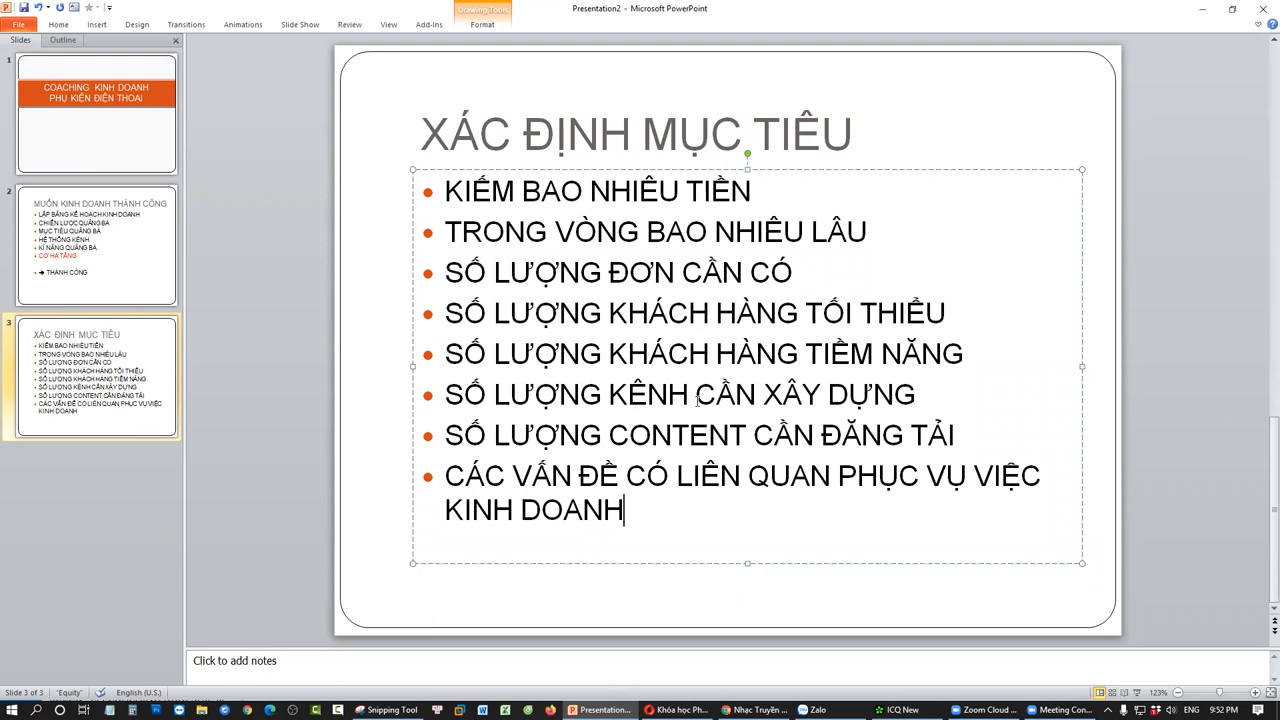 Presentation2 - Microsoft PowerPoint
Drawing Tools
File Home Insert Design Transitions Animations Slide Show Review View Add-Ins Format
Slides Outline
1
COACHING KINH DOANH
PHỤ KIỆN ĐIỆN THOẠI
2
MUỐN KINH DOANH THÀNH CÔNG
LẬP BẢNG KẾ HOẠCH KINH DOANH
CHIẾN LƯỢC QUẢNG BÁ
MỤC TIÊU QUẢNG BÁ
HỆ THỐNG KÊNH
KĨ NĂNG QUẢNG BÁ
CƠ HẠ TẦNG
➔ THÀNH CÔNG
3
XÁC ĐỊNH MỤC TIÊU
KIẾM BAO NHIÊU TIỀN
TRONG VÒNG BAO NHIÊU LÂU
SỐ LƯỢNG ĐƠN CẦN CÓ
SỐ LƯỢNG KHÁCH HÀNG TỐI THIỂU
SỐ LƯỢNG KHÁCH HÀNG TIỀM NĂNG
SỐ LƯỢNG KÊNH CẦN XÂY DỰNG
SỐ LƯỢNG CONTENT CẦN ĐĂNG TẢI
CÁC VẤN ĐỀ CÓ LIÊN QUAN PHỤC VỤ VIỆC
KINH DOANH
XÁC ĐỊNH MỤC TIÊU
• KIẾM BAO NHIÊU TIỀN
• TRONG VÒNG BAO NHIÊU LÂU
• SỐ LƯỢNG ĐƠN CẦN CÓ
• SỐ LƯỢNG KHÁCH HÀNG TỐI THIỂU
• SỐ LƯỢNG KHÁCH HÀNG TIỀM NĂNG
• SỐ LƯỢNG KÊNH CẦN XÂY DỰNG
• SỐ LƯỢNG CONTENT CẦN ĐĂNG TẢI
• CÁC VẤN ĐỀ CÓ LIÊN QUAN PHỤC VỤ VIỆC
KINH DOANH
Click to add notes
Slide 3 of 3 "Equity" English (U.S.) 123%
Snipping Tool Presentation... Khóa học Ph... Nhạc Truyền ... Zalo ICQ New Zoom Cloud ... Meeting Con... ENG 9:52 PM